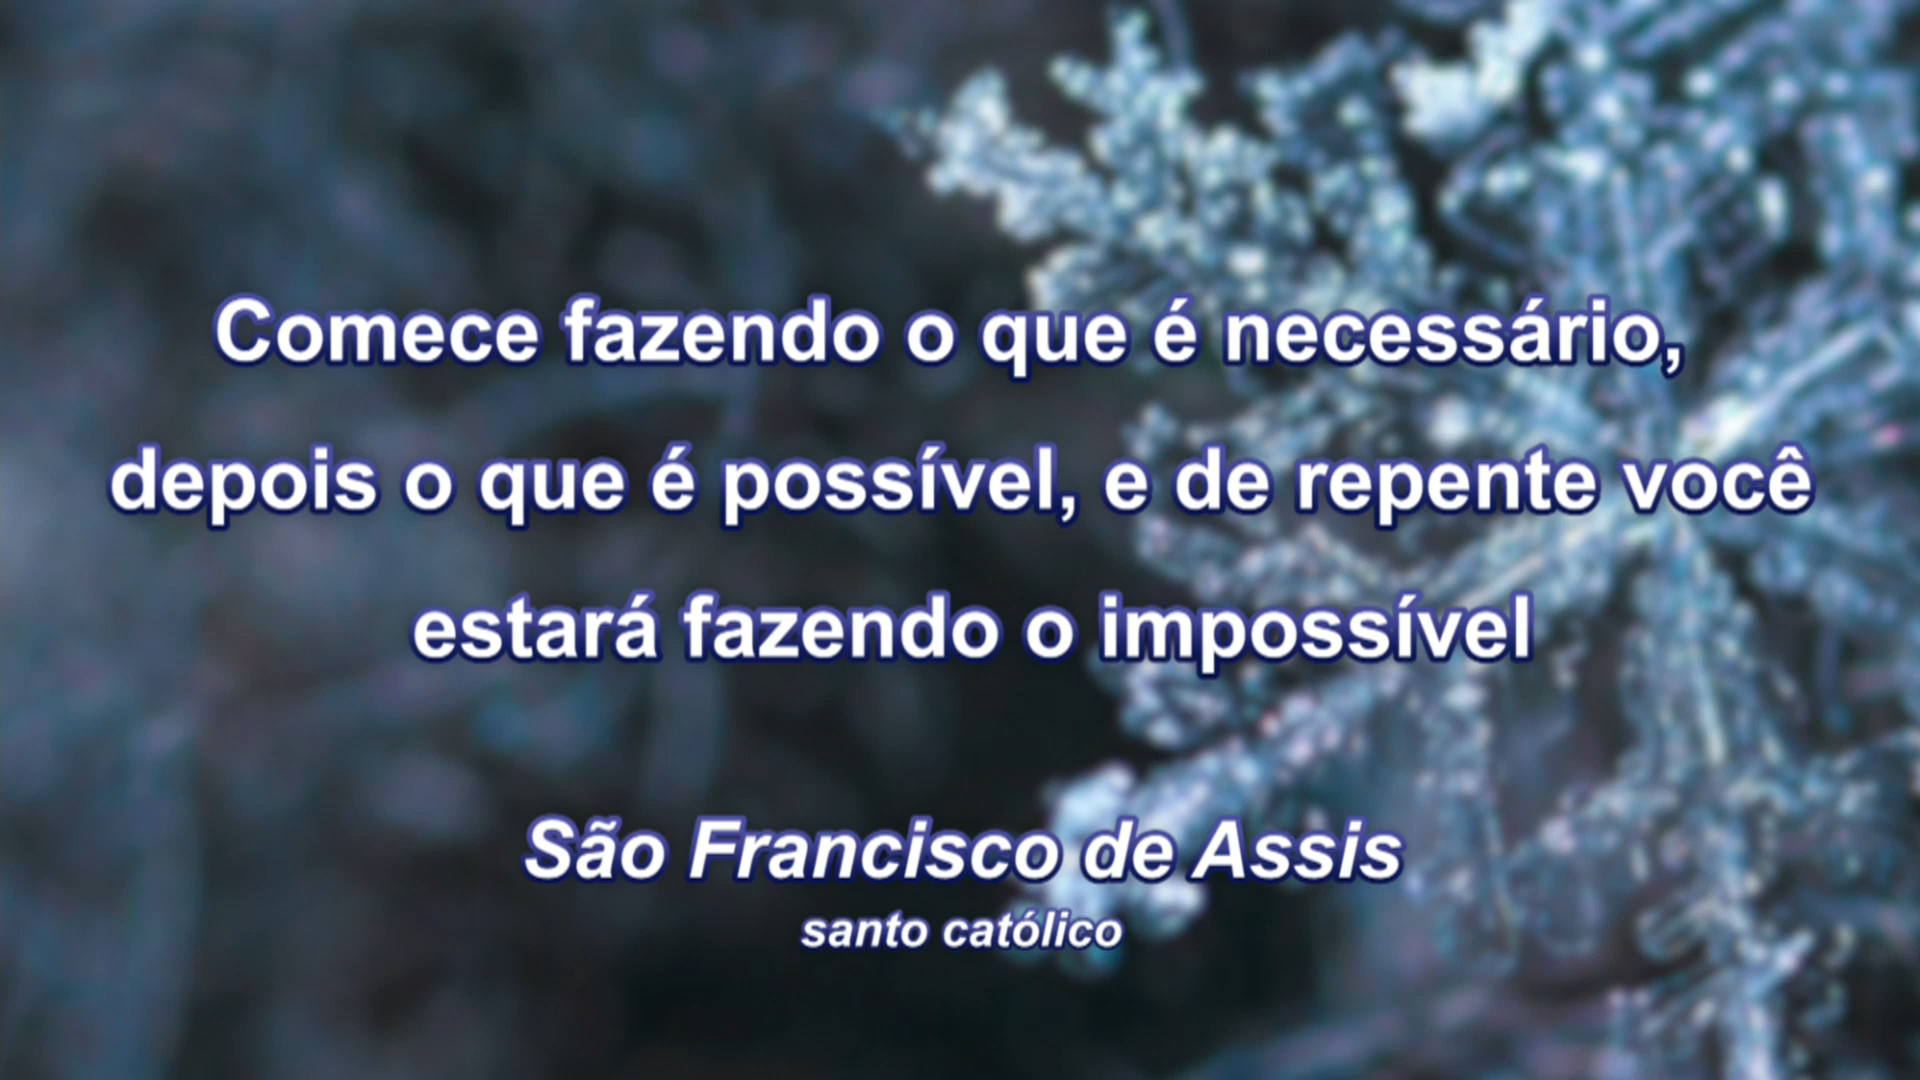 Comece fazendo o que é necessário,
depois o que é possível, e de repente você
estará fazendo o impossível
São Francisco de Assis
santo católico